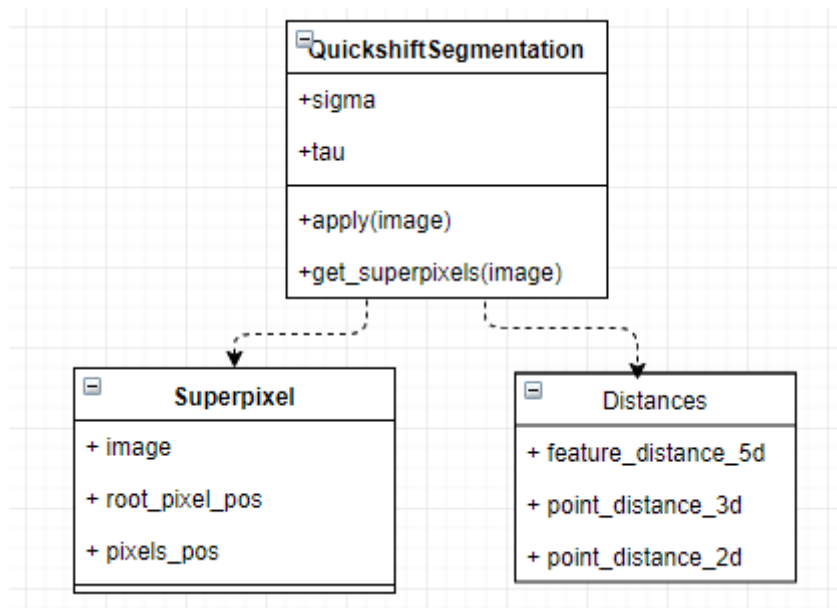 QuickshiftSegmentation
+sigma
+tau
+apply(image)
+get_superpixels(image)
Superpixel
+ image
+ root_pixel_pos
+ pixels_pos
Distances
+ feature_distance_5d
+ point_distance_3d
+ point_distance_2d